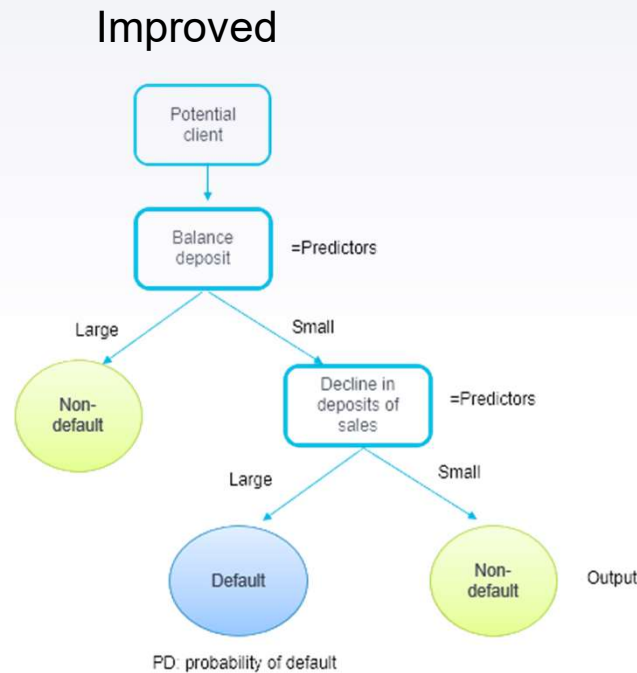 Improved
Potential
client
Balance
deposit
=Predictors
Large
Small
Non-
default
Decline in
deposits of
sales
=Predictors
Large
Small
Default
Non-
default
Output
PD: probability of default